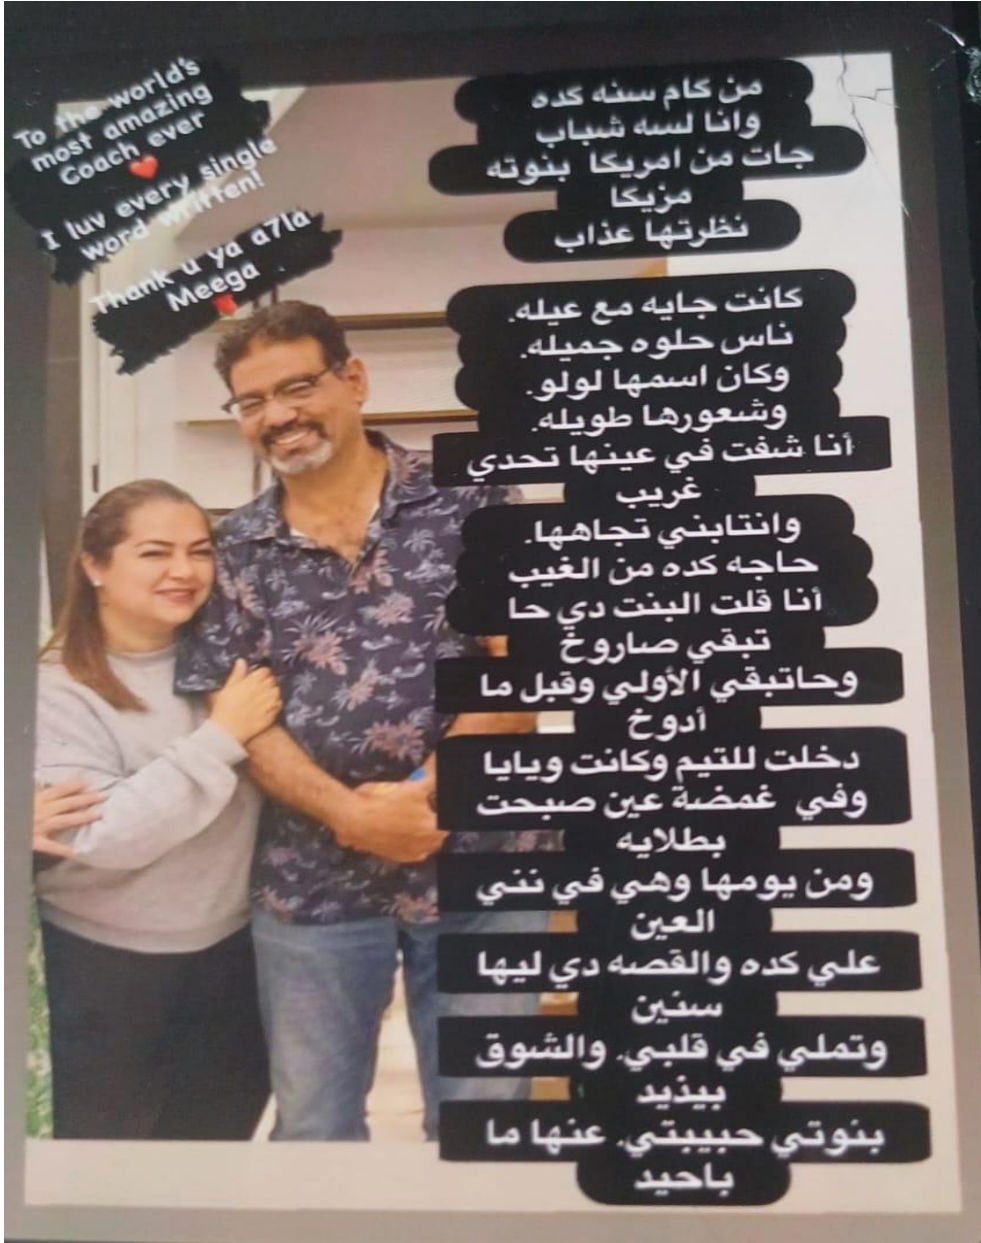 To the world's
most amazing
Coach ever
❤️
I luv every single
word written!
Thank u ya a7la
Meega
من كام سنه كده
وانا لسه شباب
جات من امريكا بنوته
مزيكا
نظرتها عذاب
كانت جايه مع عيله.
ناس حلوه جميله.
وكان اسمها لولو.
وشعورها طويله.
أنا شفت في عينها تحدي
غريب
وانتابني تجاهها.
حاجه كده من الغيب
أنا قلت البنت دي حا
تبقي صاروخ
وحاتبقي الأولي وقبل ما
أدوخ
دخلت للتيم وكانت ويايا
وفي غمضة عين صبحت
بطلايه
ومن يومها وهي في نني
العين
علي كده والقصه دي ليها
سنين
وتملي في قلبي. والشوق
بيذيد
بنوتي حبيبتي. عنها ما
باحيد